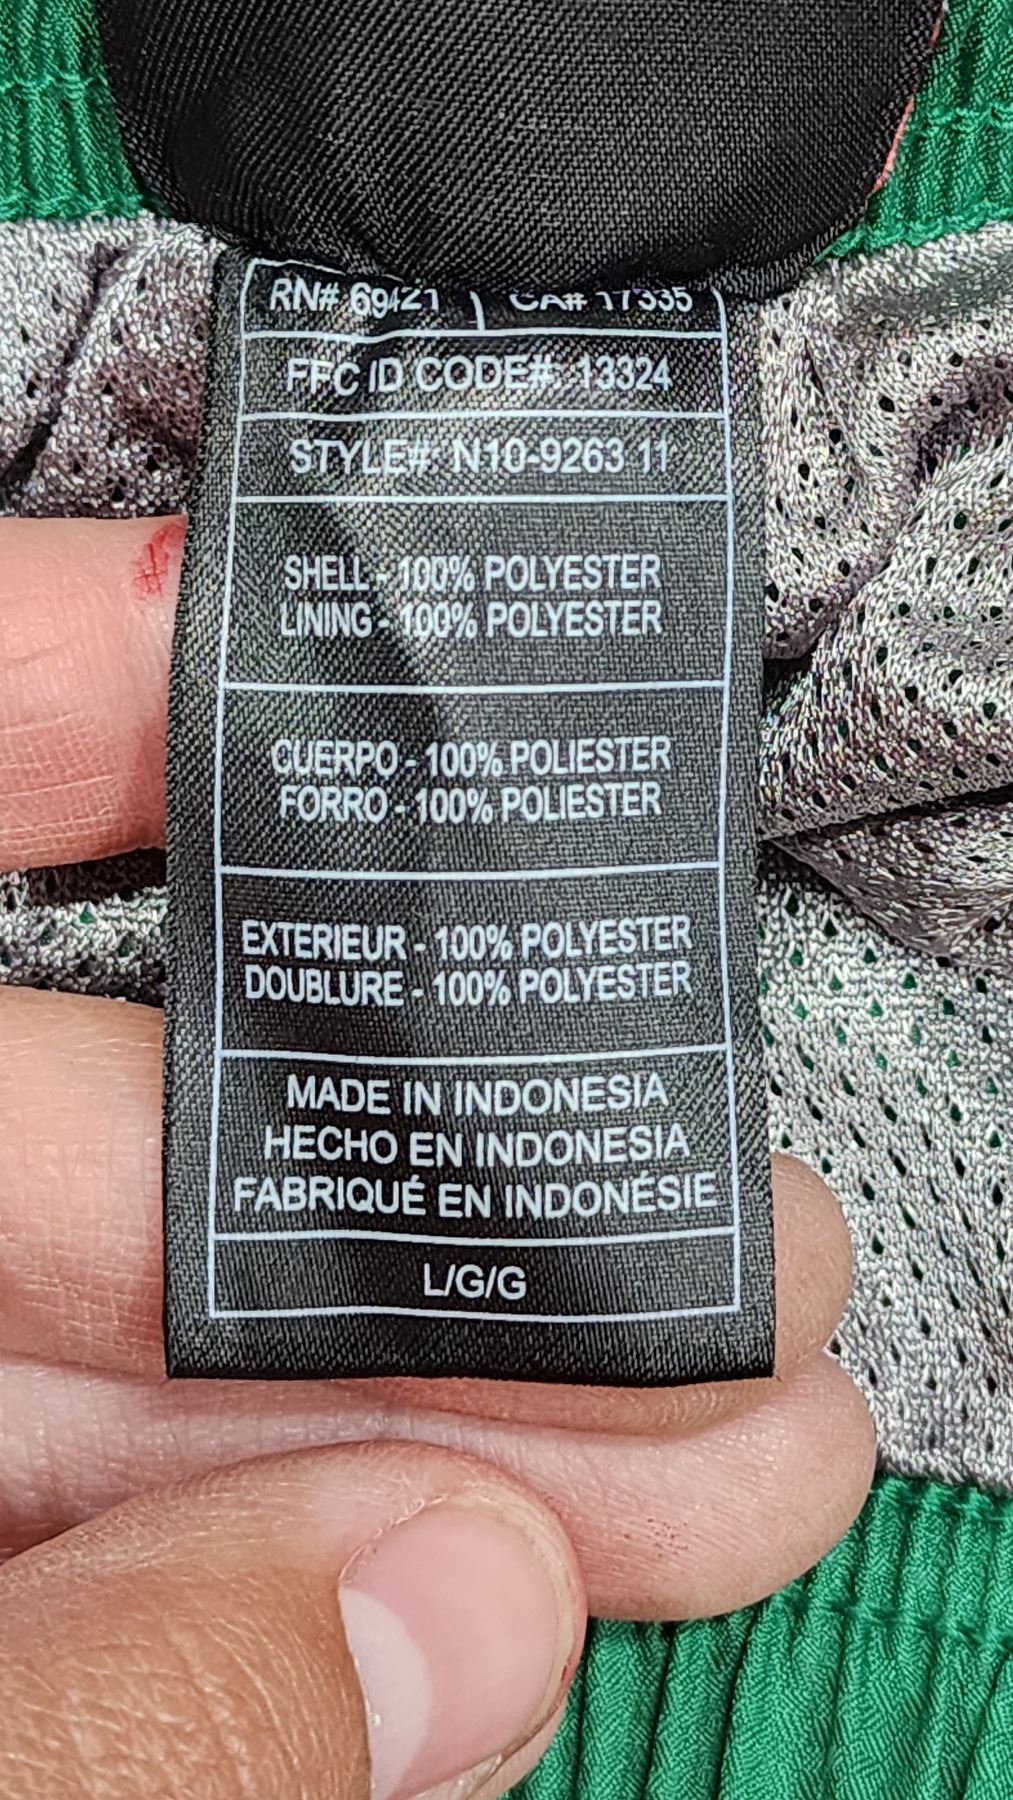 RN# 69421 CA# 17335
FFC ID CODE#: 13324
STYLE#: N10-9263 11
SHELL - 100% POLYESTER
LINING - 100% POLYESTER
CUERPO - 100% POLIESTER
FORRO - 100% POLIESTER
EXTERIEUR - 100% POLYESTER
DOUBLURE - 100% POLYESTER
MADE IN INDONESIA
HECHO EN INDONESIA
FABRIQUÉ EN INDONÉSIE
L/G/G